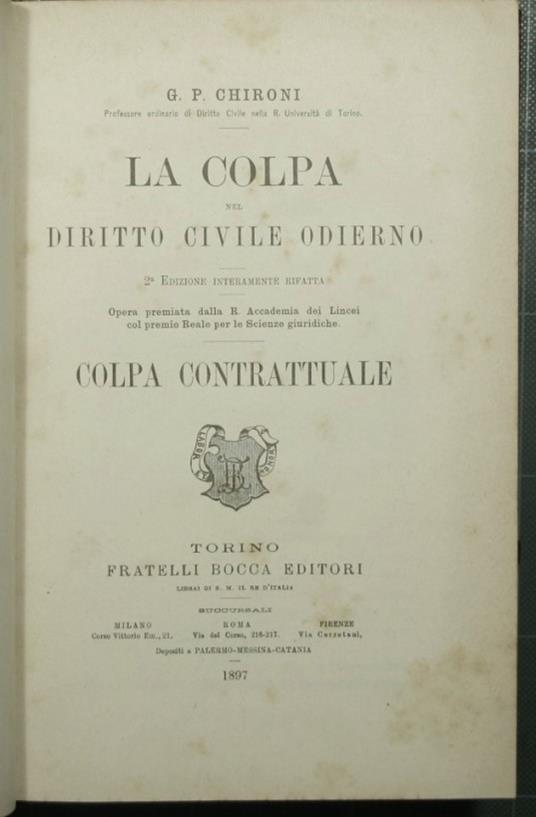 G. P. CHIRONI
Professore ordinario di Diritto Civile nella R. Università di Torino.
LA COLPA
NEL
DIRITTO CIVILE ODIERNO
2ª EDIZIONE INTERAMENTE RIFATTA
Opera premiata dalla R. Accademia dei Lincei
col premio Reale per le Scienze giuridiche.
COLPA CONTRATTUALE
LABOR ET HONOR
TORINO
FRATELLI BOCCA EDITORI
LIBRAI DI S. M. IL RE D'ITALIA
SUCCURSALI
MILANO ROMA FIRENZE
Corso Vittorio Em., 21. Via del Corso, 216-217. Via Cerretani,
Depositi a PALERMO-MESSINA-CATANIA
1897